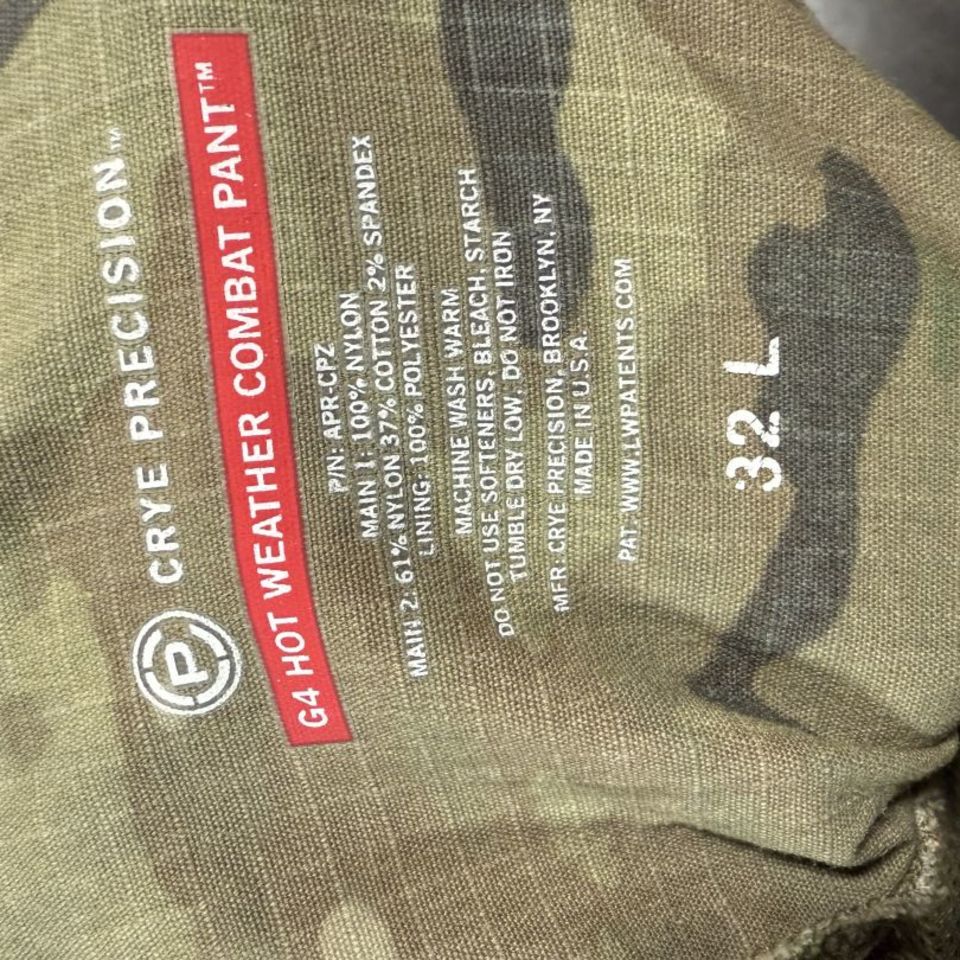 P CRYE PRECISION™
G4 HOT WEATHER COMBAT PANT™
P/N: APR-CPZ
MAIN 1: 100% NYLON
MAIN 2: 61% NYLON 37% COTTON 2% SPANDEX
LINING: 100% POLYESTER
MACHINE WASH WARM
DO NOT USE SOFTENERS, BLEACH, STARCH
TUMBLE DRY LOW, DO NOT IRON
MFR: CRYE PRECISION, BROOKLYN, NY
MADE IN U.S.A.
PAT: WWW.LWPATENTS.COM
32 L